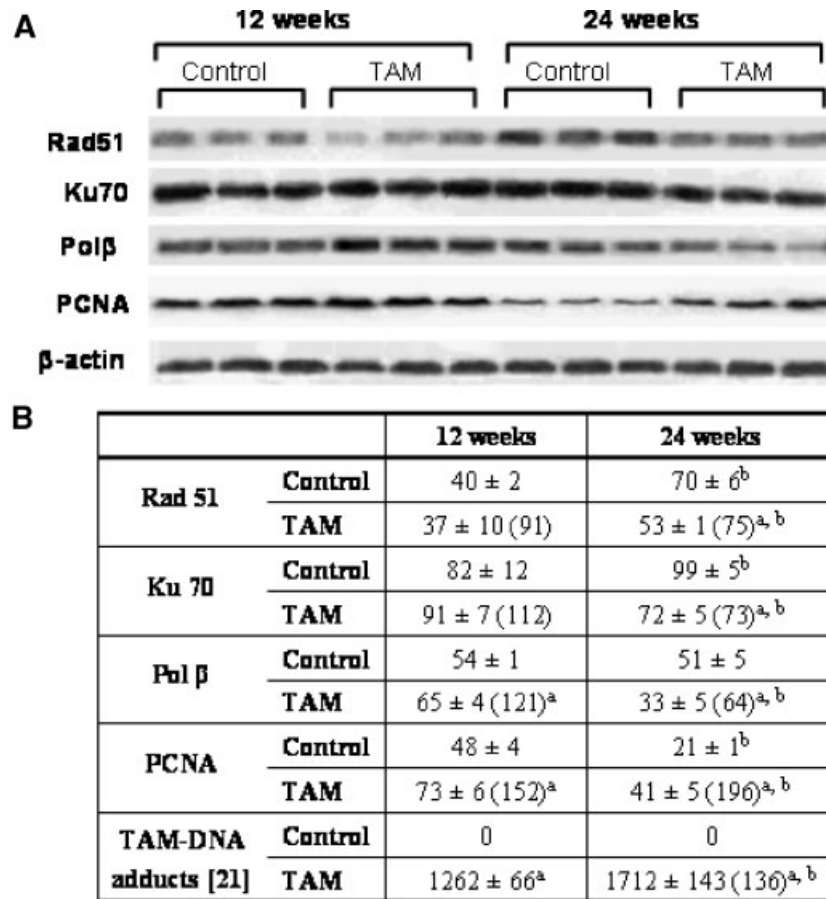 A
12 weeks 24 weeks
Control TAM Control TAM
Rad51
Ku70
Polβ
PCNA
β-actin
B
12 weeks 24 weeks
Rad 51 Control 40 ± 2 70 ± 6ᵇ
TAM 37 ± 10 (91) 53 ± 1 (75)ᵃ, ᵇ
Ku 70 Control 82 ± 12 99 ± 5ᵇ
TAM 91 ± 7 (112) 72 ± 5 (73)ᵃ, ᵇ
Pol β Control 54 ± 1 51 ± 5
TAM 65 ± 4 (121)ᵃ 33 ± 5 (64)ᵃ, ᵇ
PCNA Control 48 ± 4 21 ± 1ᵇ
TAM 73 ± 6 (152)ᵃ 41 ± 5 (196)ᵃ, ᵇ
TAM-DNA adducts [21] Control 0 0
TAM 1262 ± 66ᵃ 1712 ± 143 (136)ᵃ, ᵇ